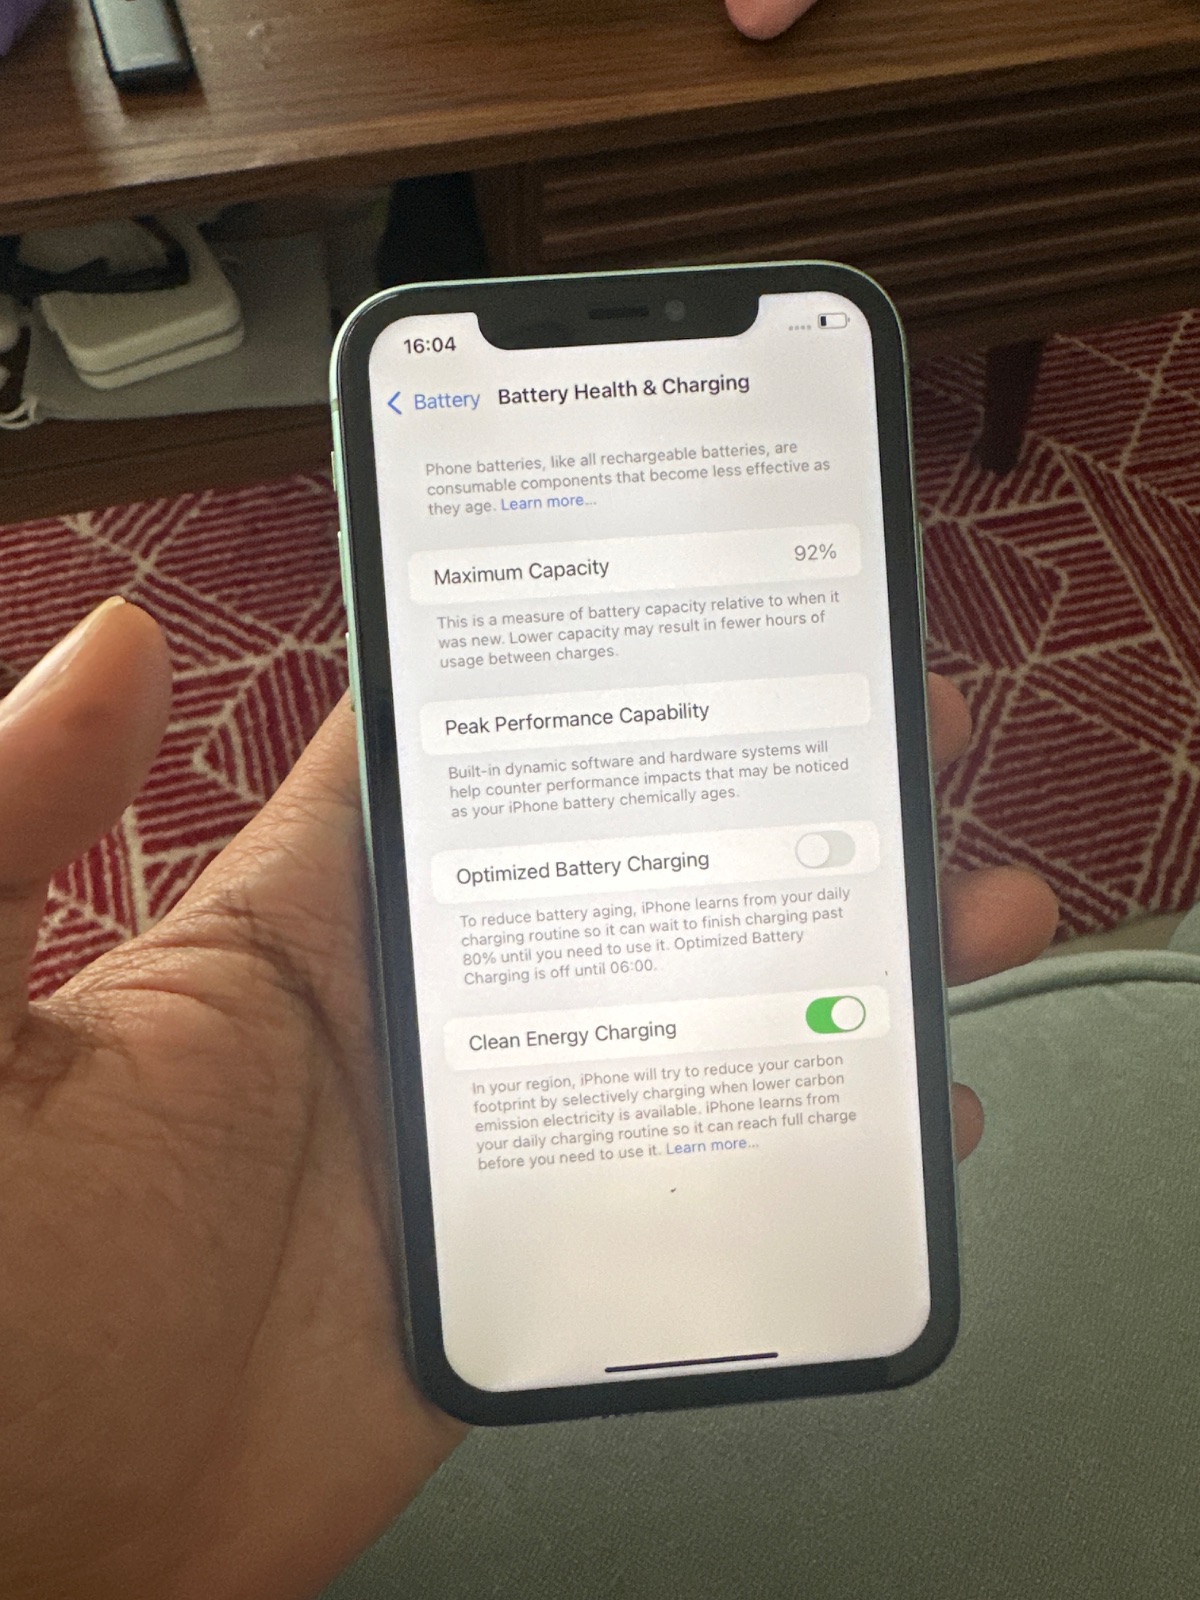 16:04
Battery
Battery Health & Charging
Phone batteries, like all rechargeable batteries, are
consumable components that become less effective as
they age. Learn more...
Maximum Capacity 92%
This is a measure of battery capacity relative to when it
was new. Lower capacity may result in fewer hours of
usage between charges.
Peak Performance Capability
Built-in dynamic software and hardware systems will
help counter performance impacts that may be noticed
as your iPhone battery chemically ages.
Optimized Battery Charging
To reduce battery aging, iPhone learns from your daily
charging routine so it can wait to finish charging past
80% until you need to use it. Optimized Battery
Charging is off until 06:00.
Clean Energy Charging
In your region, iPhone will try to reduce your carbon
footprint by selectively charging when lower carbon
emission electricity is available. iPhone learns from
your daily charging routine so it can reach full charge
before you need to use it. Learn more...